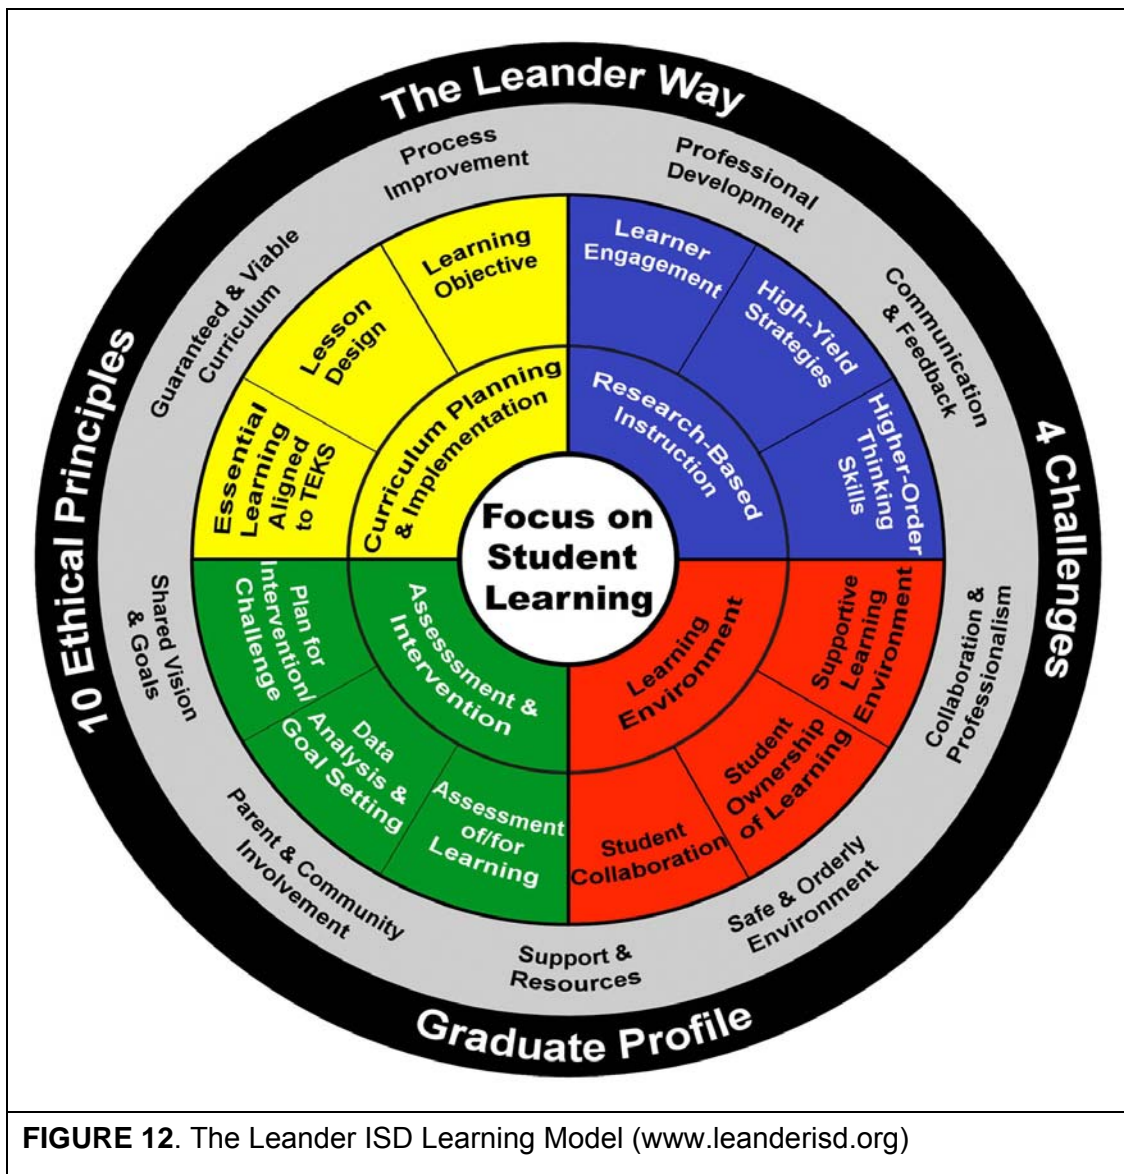 The Leander Way
Process
Improvement
Professional
Development
Guaranteed & Viable
Curriculum
Communication
& Feedback
10 Ethical Principles
4 Challenges
Shared Vision
& Goals
Collaboration &
Professionalism
Parent & Community
Involvement
Support &
Resources
Safe & Orderly
Environment
Graduate Profile
Learning
Objective
Lesson
Design
Essential
Learning
Aligned
to TEKS
Curriculum Planning
& Implementation
Learner
Engagement
High-Yield
Strategies
Higher-Order
Thinking
Skills
Research-Based
Instruction
Focus on
Student
Learning
Plan for
Intervention/
Challenge
Data
Analysis &
Goal Setting
Assessment
of/for
Learning
Assesssment &
Intervention
Learning
Environment
Supportive
Learning
Environment
Student
Ownership
of Learning
Student
Collaboration
FIGURE 12. The Leander ISD Learning Model (www.leanderisd.org)